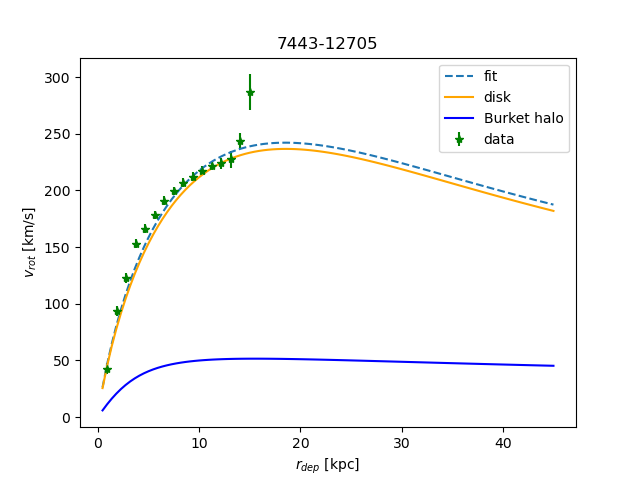 7443-12705
fit
disk
Burket halo
data
300
250
200
150
100
50
0
v_rot [km/s]
0 10 20 30 40
r_dep [kpc]